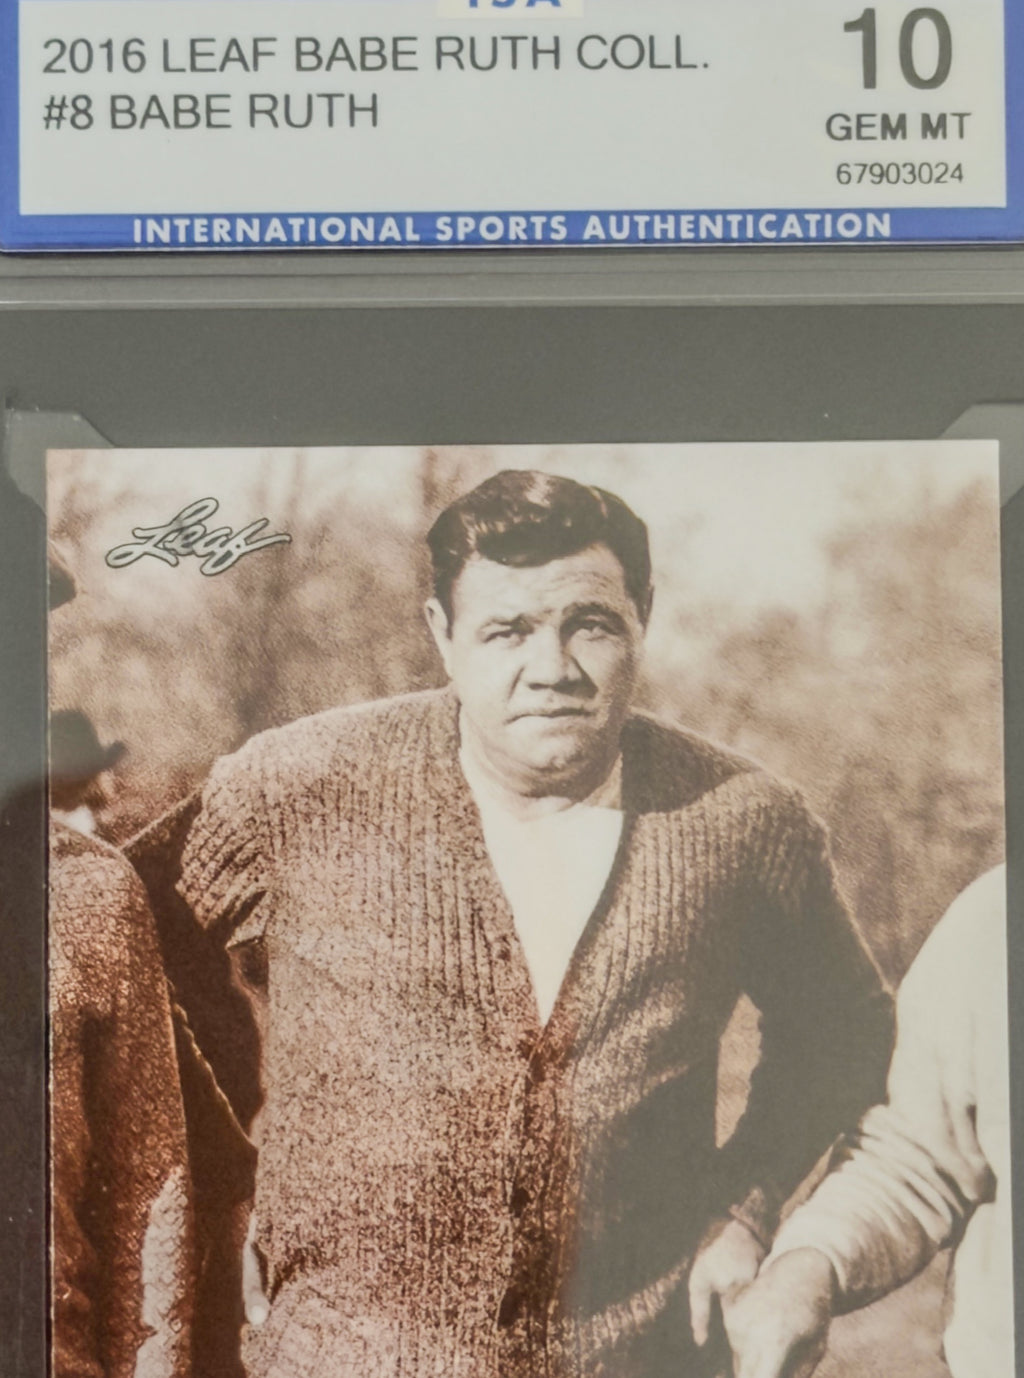 2016 LEAF BABE RUTH COLL.
#8 BABE RUTH
10
GEM MT
67903024
INTERNATIONAL SPORTS AUTHENTICATION
Leaf